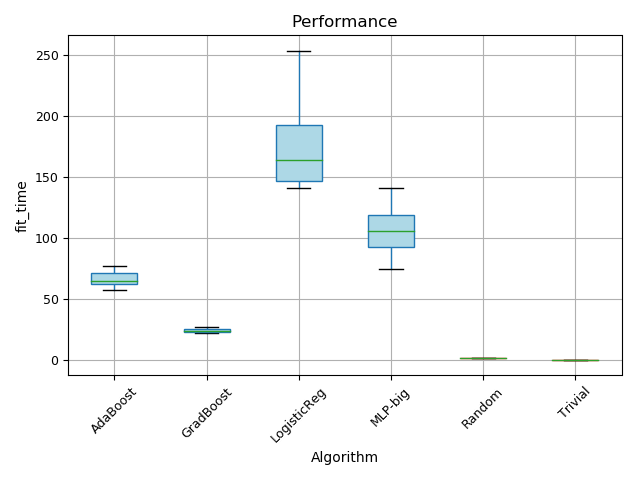 Performance
250
200
150
100
50
0
fit_time
AdaBoost
GradBoost
LogisticReg
MLP-big
Random
Trivial
Algorithm